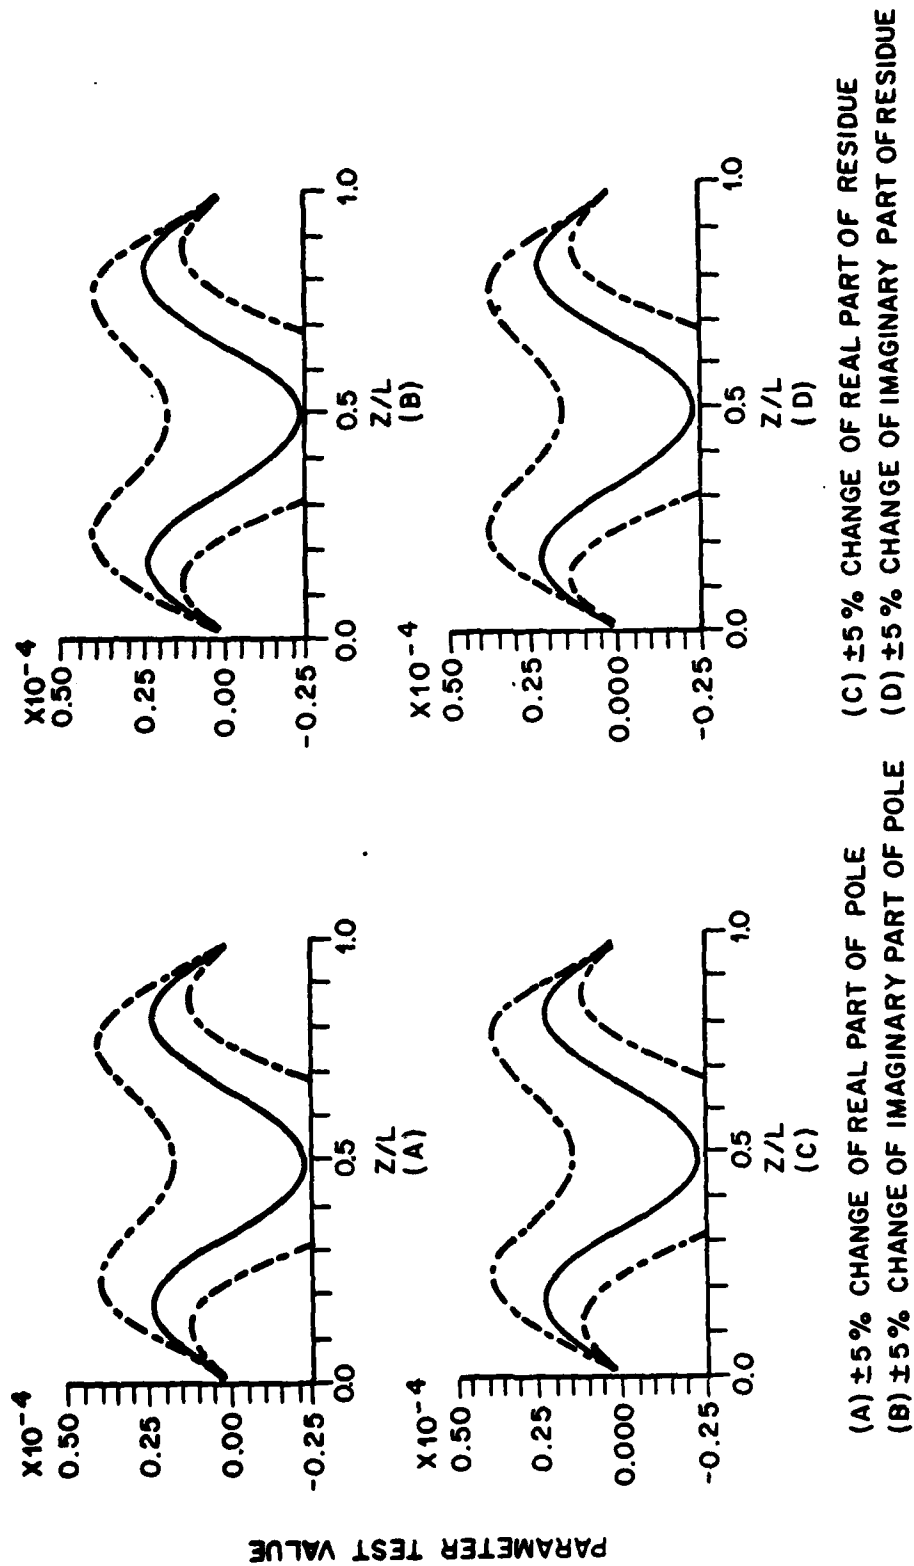 PARAMETER TEST VALUE
X10-4
0.50
0.25
0.00
-0.25
0.0
0.5
1.0
Z/L
(A)
X10-4
0.50
0.25
0.00
-0.25
0.0
0.5
1.0
Z/L
(B)
X10-4
0.50
0.25
0.000
-0.25
0.0
0.5
1.0
Z/L
(C)
X10-4
0.50
0.25
0.000
-0.25
0.0
0.5
1.0
Z/L
(D)
(A) ±5% CHANGE OF REAL PART OF POLE
(B) ±5% CHANGE OF IMAGINARY PART OF POLE
(C) ±5% CHANGE OF REAL PART OF RESIDUE
(D) ±5% CHANGE OF IMAGINARY PART OF RESIDUE